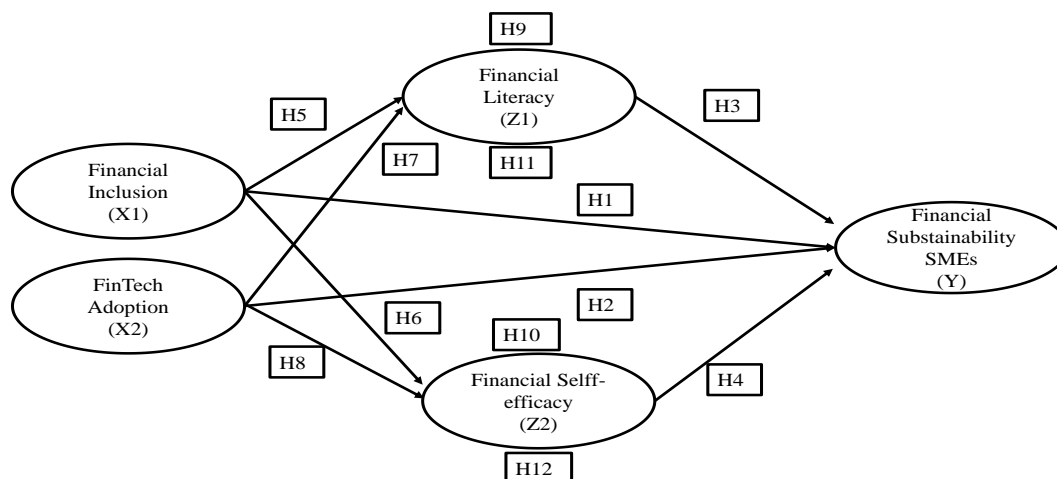 H9
Financial
Literacy
(Z1)
H5
H3
H7
H11
Financial
Inclusion
(X1)
H1
Financial
Substainability
SMEs
(Y)
FinTech
Adoption
(X2)
H6
H2
H10
H8
Financial Selff-
efficacy
(Z2)
H4
H12